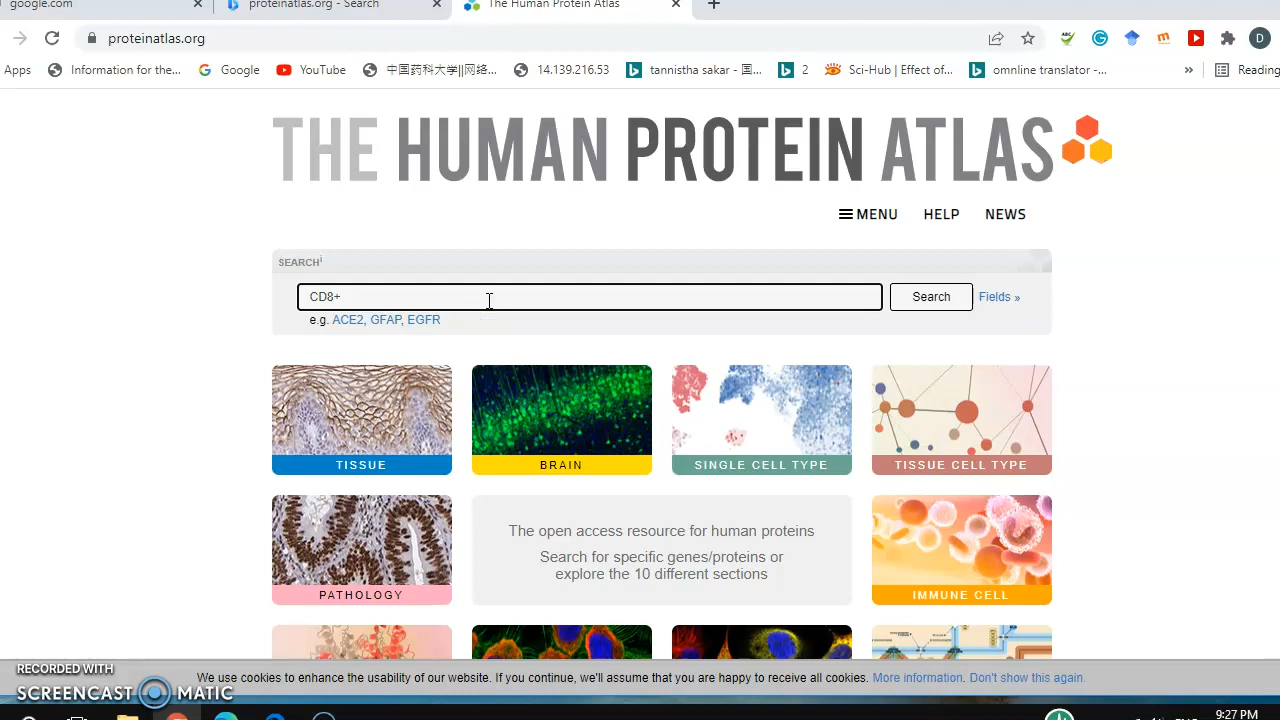 google.com
proteinatlas.org - Search
The Human Protein Atlas
proteinatlas.org
Apps
Information for the...
Google
YouTube
中国药科大学||网络...
14.139.216.53
tannistha sakar - 国...
2
Sci-Hub | Effect of...
omnline translator -...
»
Reading
THE HUMAN PROTEIN ATLAS
MENU
HELP
NEWS
SEARCHⁱ
CD8+
Search
Fields »
e.g. ACE2, GFAP, EGFR
TISSUE
BRAIN
SINGLE CELL TYPE
TISSUE CELL TYPE
PATHOLOGY
The open access resource for human proteins
Search for specific genes/proteins or
explore the 10 different sections
IMMUNE CELL
RECORDED WITH
SCREENCAST MATIC
We use cookies to enhance the usability of our website. If you continue, we'll assume that you are happy to receive all cookies. More information. Don't show this again.
9:27 PM